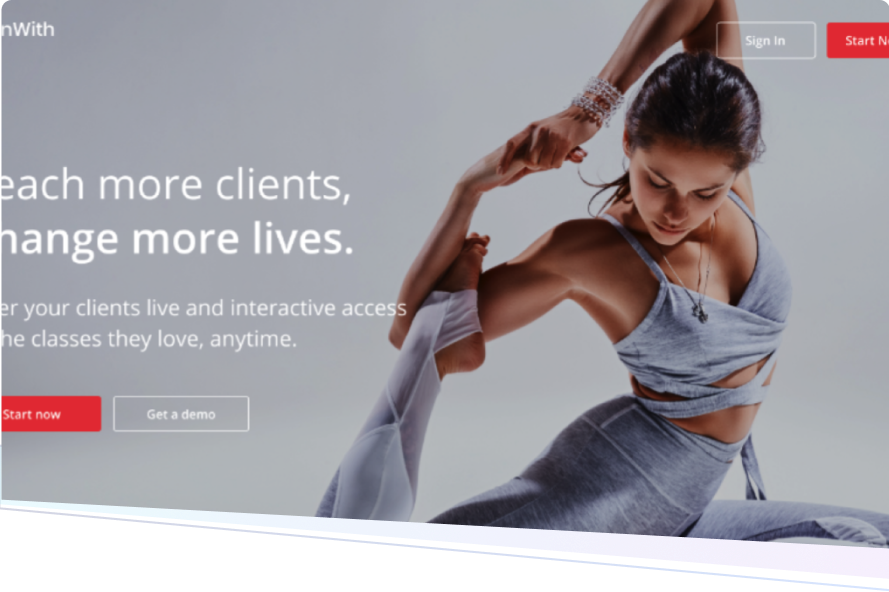 nWith
Sign In
Start N
each more clients,
hange more lives.
er your clients live and interactive access
he classes they love, anytime.
Start now
Get a demo